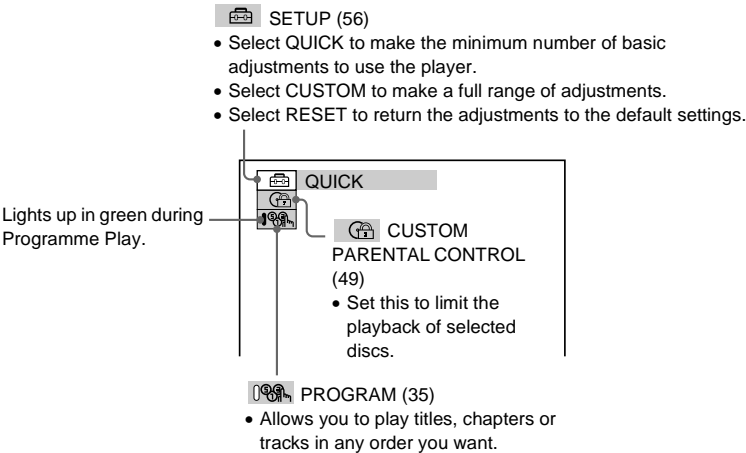 SETUP (56)
• Select QUICK to make the minimum number of basic
adjustments to use the player.
• Select CUSTOM to make a full range of adjustments.
• Select RESET to return the adjustments to the default settings.
QUICK
Lights up in green during
Programme Play.
CUSTOM
PARENTAL CONTROL
(49)
• Set this to limit the
playback of selected
discs.
PROGRAM (35)
• Allows you to play titles, chapters or
tracks in any order you want.